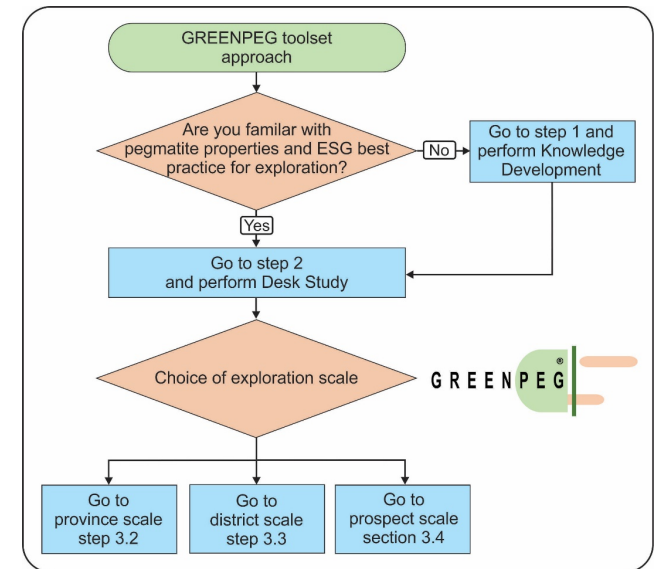 GREENPEG toolset
approach
Are you familar with
pegmatite properties and ESG best
practice for exploration?
No
Go to step 1 and
perform Knowledge
Development
Yes
Go to step 2
and perform Desk Study
Choice of exploration scale
GREENPEG®
Go to
province scale
step 3.2
Go to
district scale
step 3.3
Go to
prospect scale
section 3.4